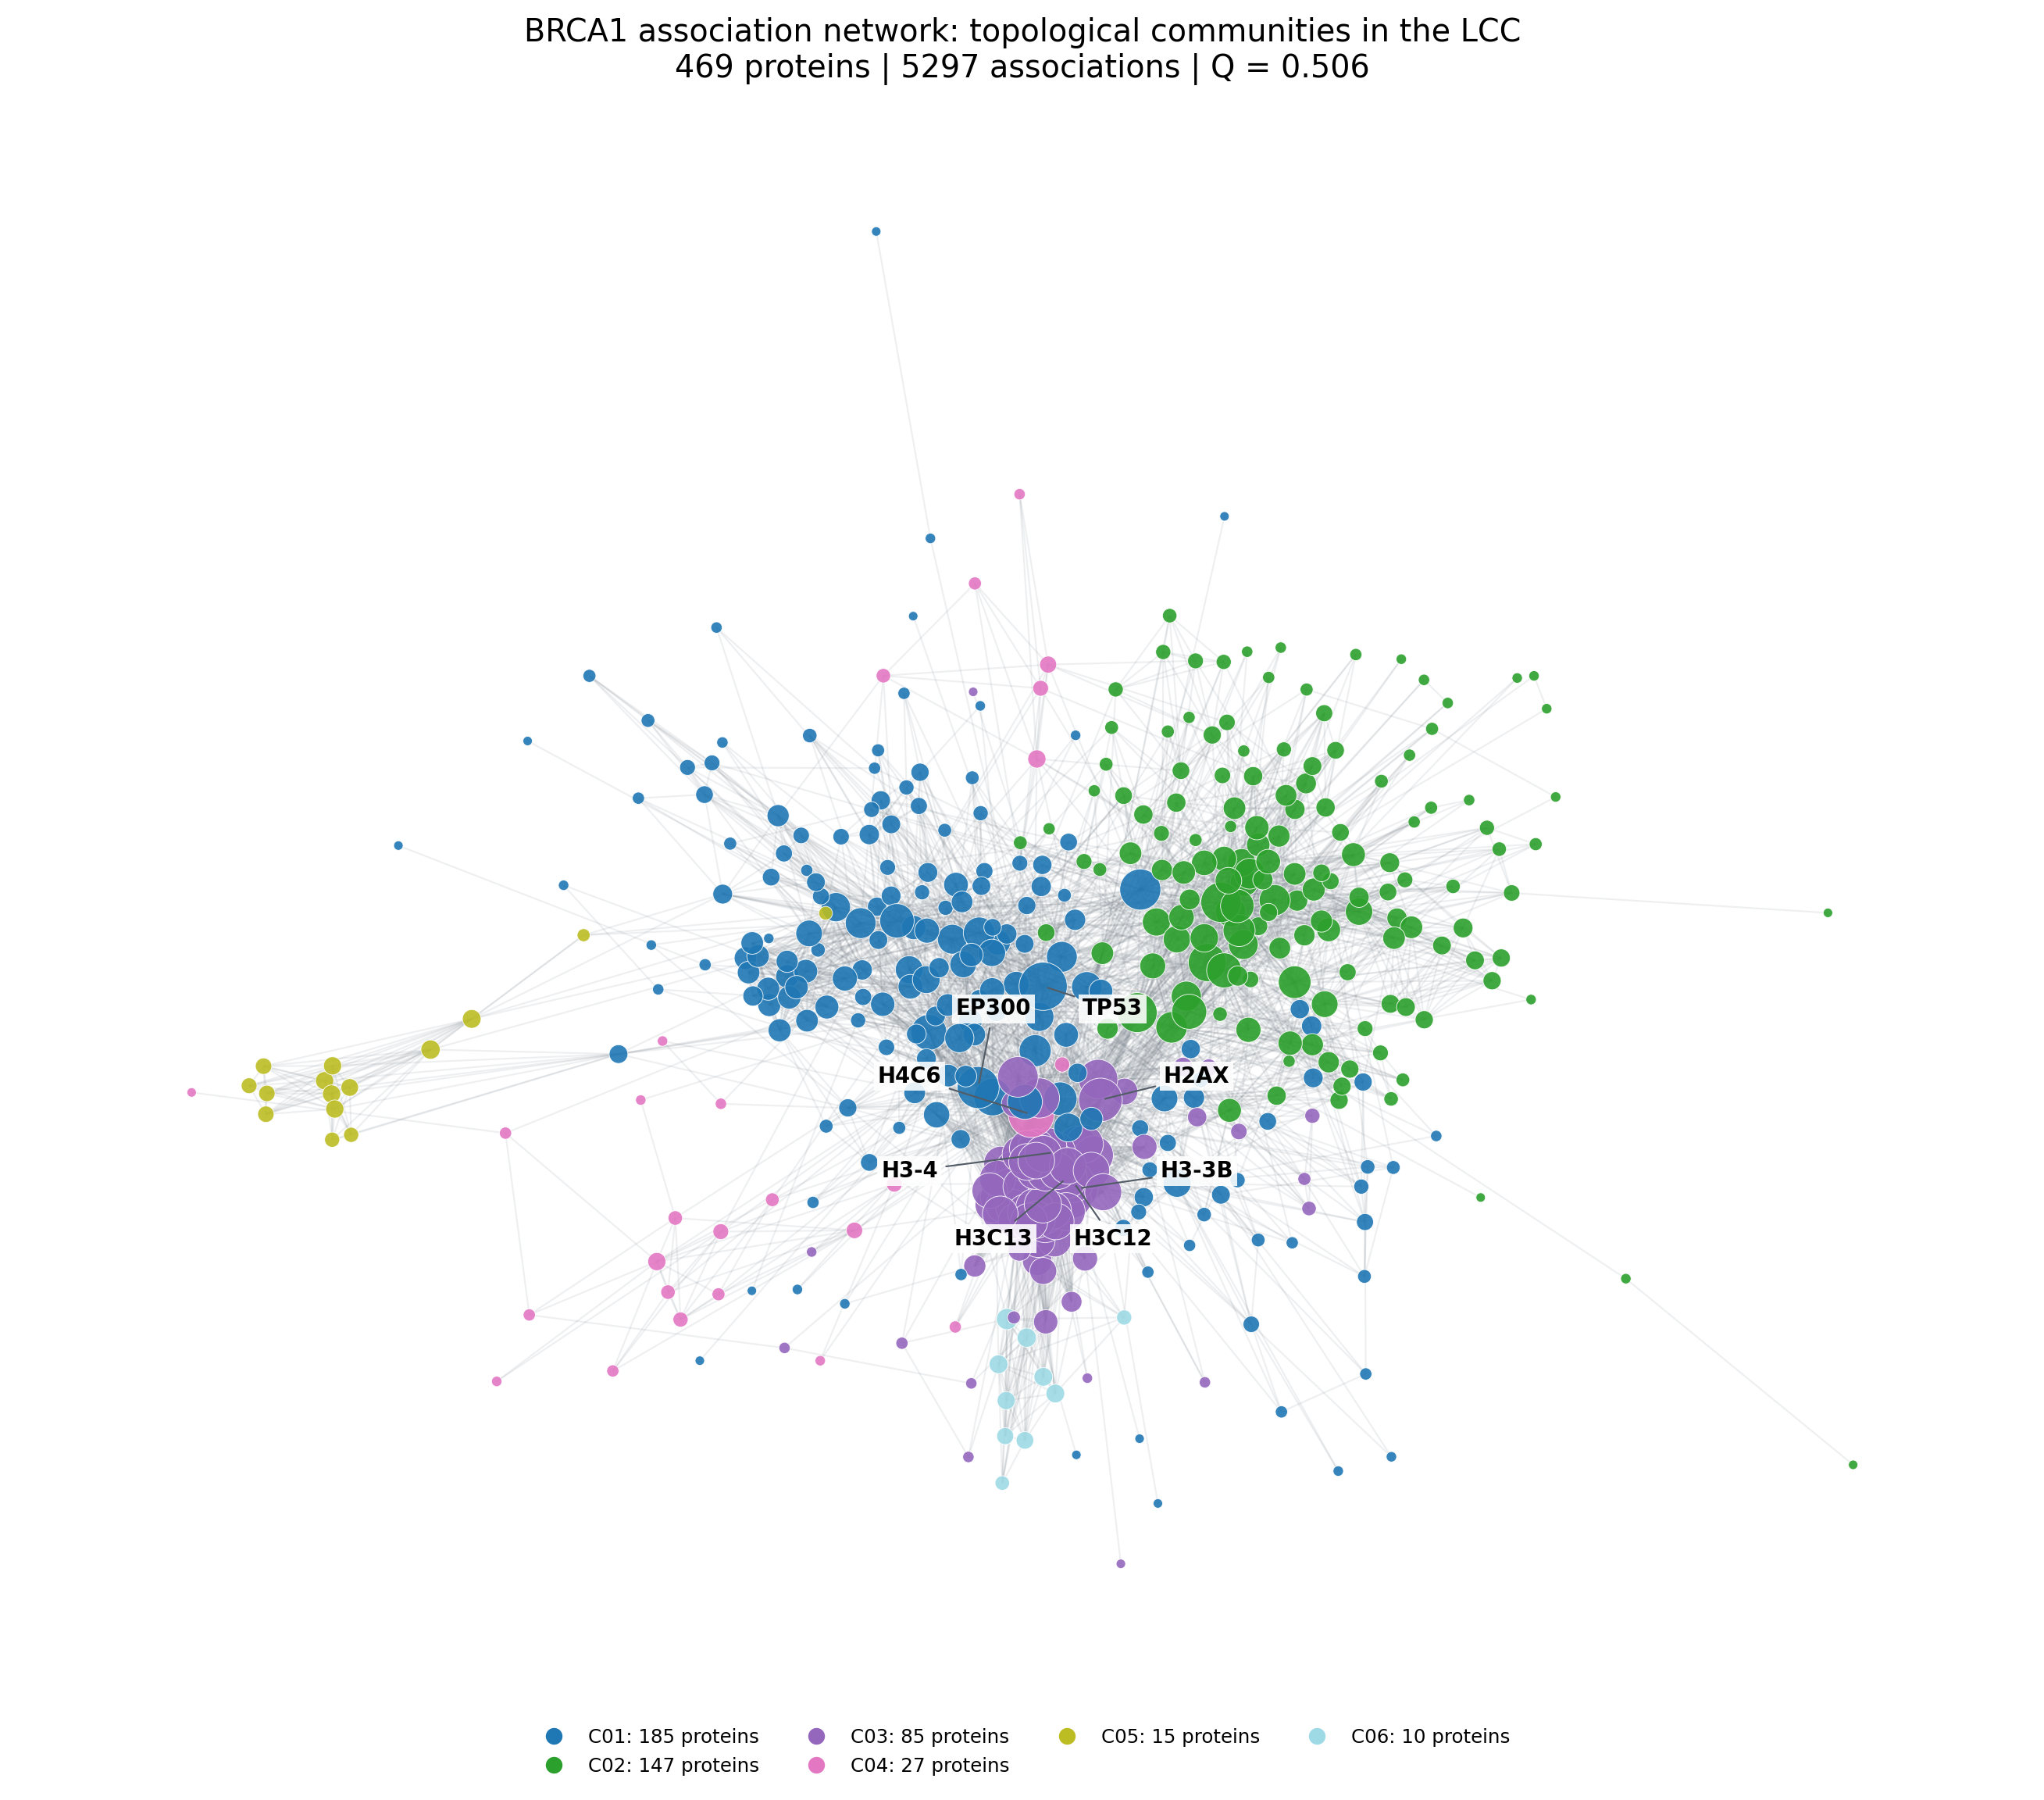 BRCA1 association network: topological communities in the LCC
469 proteins | 5297 associations | Q = 0.506
EP300
TP53
H4C6
H2AX
H3-4
H3-3B
H3C13
H3C12
C01: 185 proteins
C02: 147 proteins
C03: 85 proteins
C04: 27 proteins
C05: 15 proteins
C06: 10 proteins